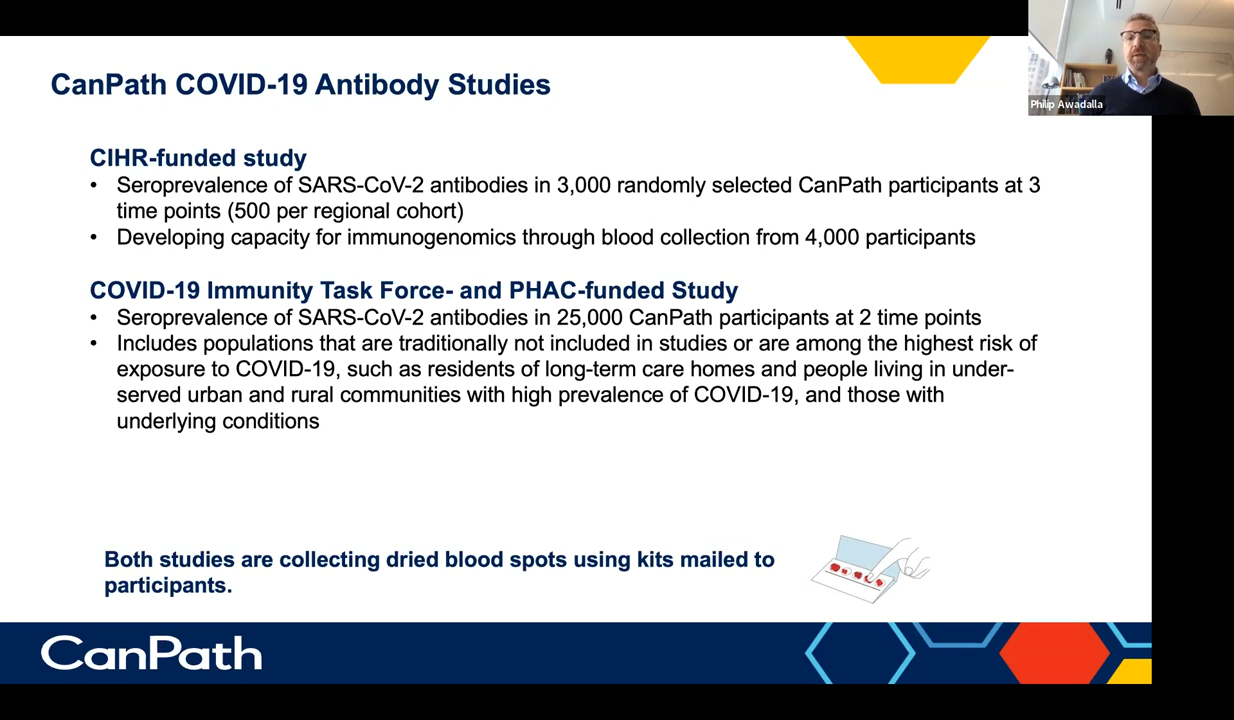 CanPath COVID-19 Antibody Studies
Philip Awadalla
CIHR-funded study
• Seroprevalence of SARS-CoV-2 antibodies in 3,000 randomly selected CanPath participants at 3
time points (500 per regional cohort)
• Developing capacity for immunogenomics through blood collection from 4,000 participants
COVID-19 Immunity Task Force- and PHAC-funded Study
• Seroprevalence of SARS-CoV-2 antibodies in 25,000 CanPath participants at 2 time points
• Includes populations that are traditionally not included in studies or are among the highest risk of
exposure to COVID-19, such as residents of long-term care homes and people living in under-
served urban and rural communities with high prevalence of COVID-19, and those with
underlying conditions
Both studies are collecting dried blood spots using kits mailed to
participants.
CanPath